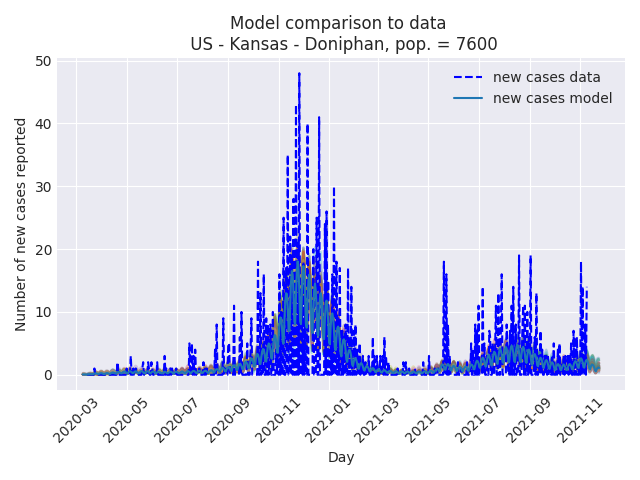 Model comparison to data
US - Kansas - Doniphan, pop. = 7600
new cases data
new cases model
Number of new cases reported
50
40
30
20
10
0
2020-03
2020-05
2020-07
2020-09
2020-11
2021-01
2021-03
2021-05
2021-07
2021-09
2021-11
Day